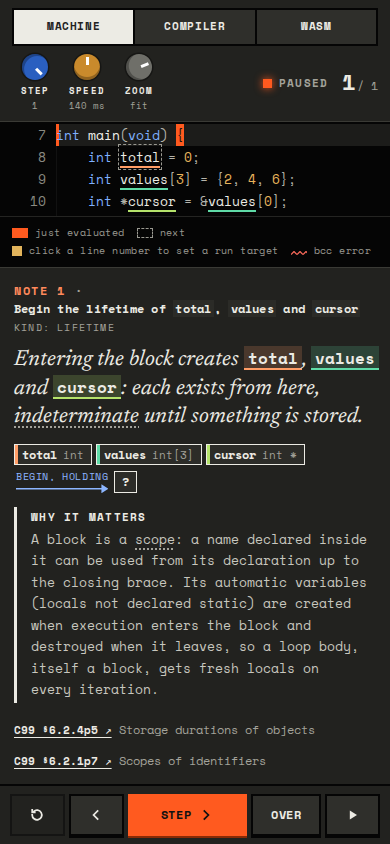 MACHINE COMPILER WASM
STEP SPEED ZOOM
1 140 ms fit
PAUSED 1 / 1
7 int main(void) {
8 int total = 0;
9 int values[3] = {2, 4, 6};
10 int *cursor = &values[0];
just evaluated next
click a line number to set a run target bcc error
NOTE 1 ·
Begin the lifetime of total, values and cursor
KIND: LIFETIME
Entering the block creates total, values
and cursor: each exists from here,
indeterminate until something is stored.
total int values int[3] cursor int *
BEGIN, HOLDING ?
WHY IT MATTERS
A block is a scope: a name declared inside
it can be used from its declaration up to
the closing brace. Its automatic variables
(locals not declared static) are created
when execution enters the block and
destroyed when it leaves, so a loop body,
itself a block, gets fresh locals on
every iteration.
C99 §6.2.4p5 ↗ Storage durations of objects
C99 §6.2.1p7 ↗ Scopes of identifiers
STEP OVER